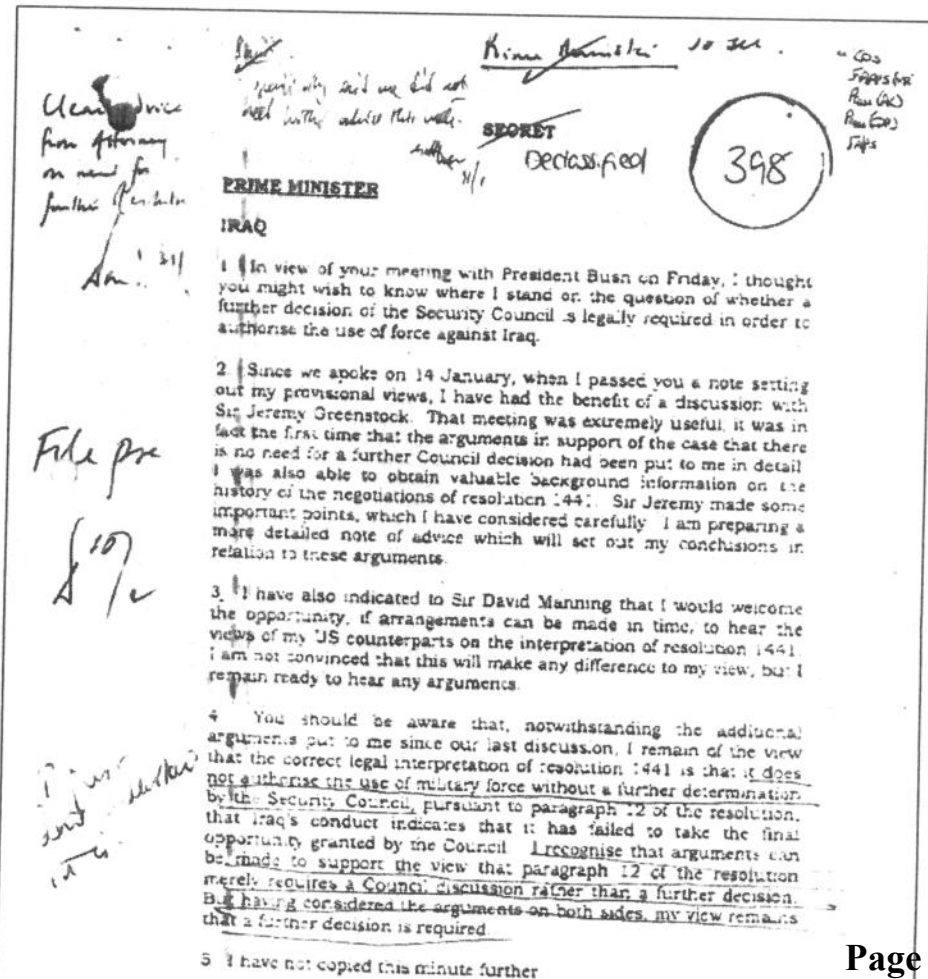 specifically said we did not
need further advice this week.
SECRET
Declassified
398
Clear advice
from Attorney
on need for
further Resolution
PRIME MINISTER
IRAQ
1 In view of your meeting with President Bush on Friday, I thought
you might wish to know where I stand on the question of whether a
further decision of the Security Council is legally required in order to
authorise the use of force against Iraq.
2 Since we spoke on 14 January, when I passed you a note setting
out my provisional views, I have had the benefit of a discussion with
Sir Jeremy Greenstock. That meeting was extremely useful, it was in
fact the first time that the arguments in support of the case that there
is no need for a further Council decision had been put to me in detail
I was also able to obtain valuable background information on the
history of the negotiations of resolution 1441. Sir Jeremy made some
important points, which I have considered carefully I am preparing a
more detailed note of advice which will set out my conclusions in
relation to these arguments
3. I have also indicated to Sir David Manning that I would welcome
the opportunity, if arrangements can be made in time, to hear the
views of my US counterparts on the interpretation of resolution 1441.
I am not convinced that this will make any difference to my view, but I
remain ready to hear any arguments
4 You should be aware that, notwithstanding the additional
arguments put to me since our last discussion, I remain of the view
that the correct legal interpretation of resolution 1441 is that it does
not authorise the use of military force without a further determination
by the Security Council, pursuant to paragraph 12 of the resolution,
that Iraq's conduct indicates that it has failed to take the final
opportunity granted by the Council I recognise that arguments can
be made to support the view that paragraph 12 of the resolution
merely requires a Council discussion rather than a further decision.
But having considered the arguments on both sides, my view remains
that a further decision is required
5 I have not copied this minute further
Page